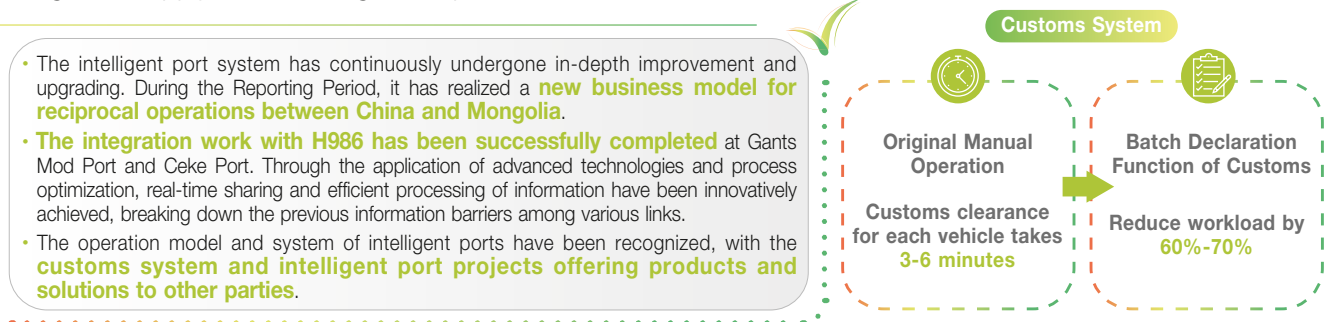 • The intelligent port system has continuously undergone in-depth improvement and
upgrading. During the Reporting Period, it has realized a new business model for
reciprocal operations between China and Mongolia.
• The integration work with H986 has been successfully completed at Gants
Mod Port and Ceke Port. Through the application of advanced technologies and process
optimization, real-time sharing and efficient processing of information have been innovatively
achieved, breaking down the previous information barriers among various links.
• The operation model and system of intelligent ports have been recognized, with the
customs system and intelligent port projects offering products and
solutions to other parties.
Customs System
Original Manual
Operation
Customs clearance
for each vehicle takes
3-6 minutes
Batch Declaration
Function of Customs
Reduce workload by
60%-70%